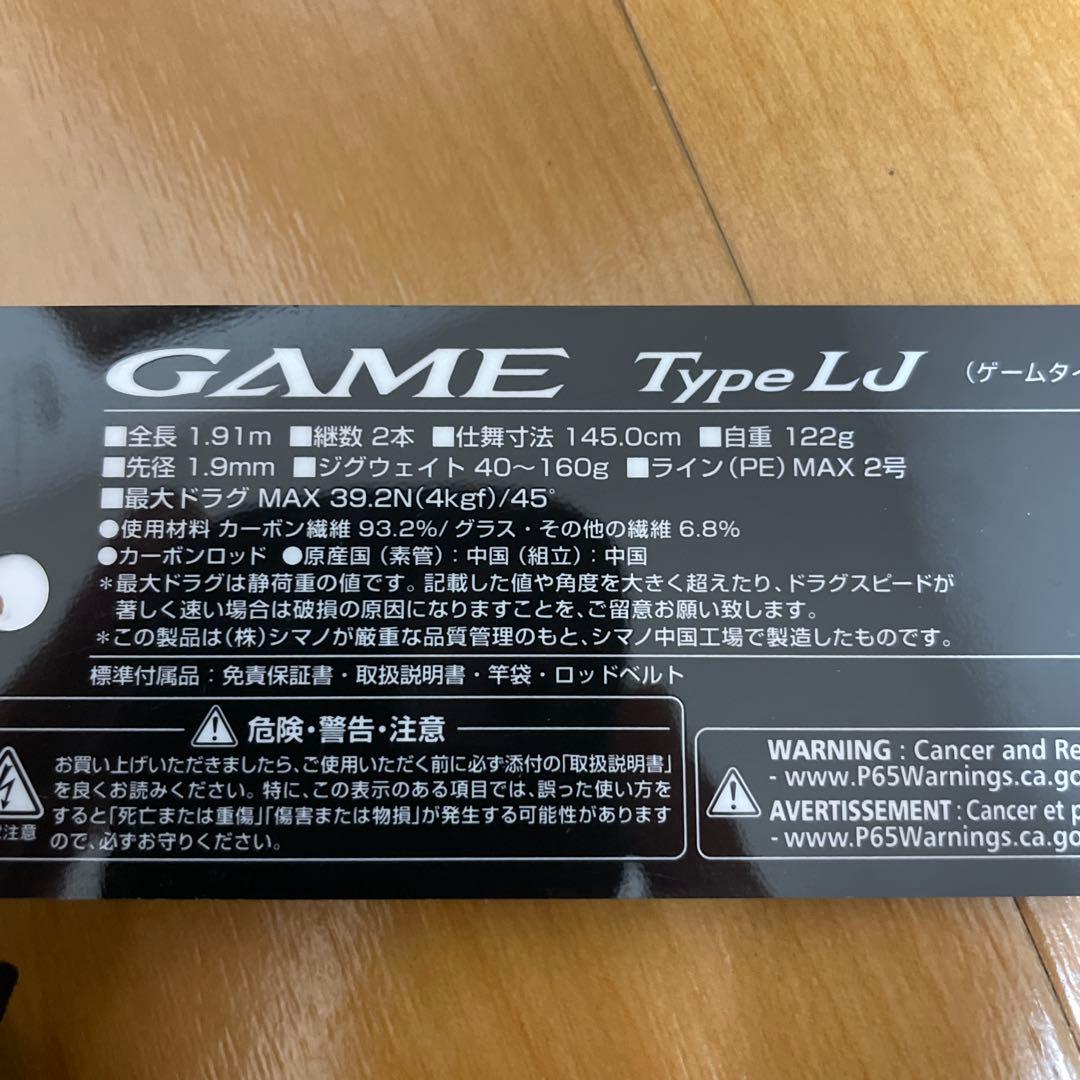 GAME Type LJ (ゲームタイ
■全長 1.91m ■継数 2本 ■仕舞寸法 145.0cm ■自重 122g
■先径 1.9mm ■ジグウェイト 40～160g ■ライン(PE) MAX 2号
■最大ドラグ MAX 39.2N(4kgf)/45°
●使用材料 カーボン繊維 93.2%/グラス・その他の繊維 6.8%
●カーボンロッド ●原産国(素管):中国(組立):中国
*最大ドラグは静荷重の値です。記載した値や角度を大きく超えたり、ドラグスピードが
著しく速い場合は破損の原因になりますことを、ご留意お願い致します。
*この製品は(株)シマノが厳重な品質管理のもと、シマノ中国工場で製造したものです。
標準付属品:免責保証書・取扱説明書・竿袋・ロッドベルト
危険・警告・注意
お買い上げいただきましたら、ご使用いただく前に必ず添付の「取扱説明書」
を良くお読みください。特に、この表示のある項目では、誤った使い方を
すると「死亡または重傷」「傷害または物損」が発生する可能性があります
ので、必ずお守りください。
注意
WARNING : Cancer and Re
- www.P65Warnings.ca.go
AVERTISSEMENT : Cancer et p
- www.P65Warnings.ca.go